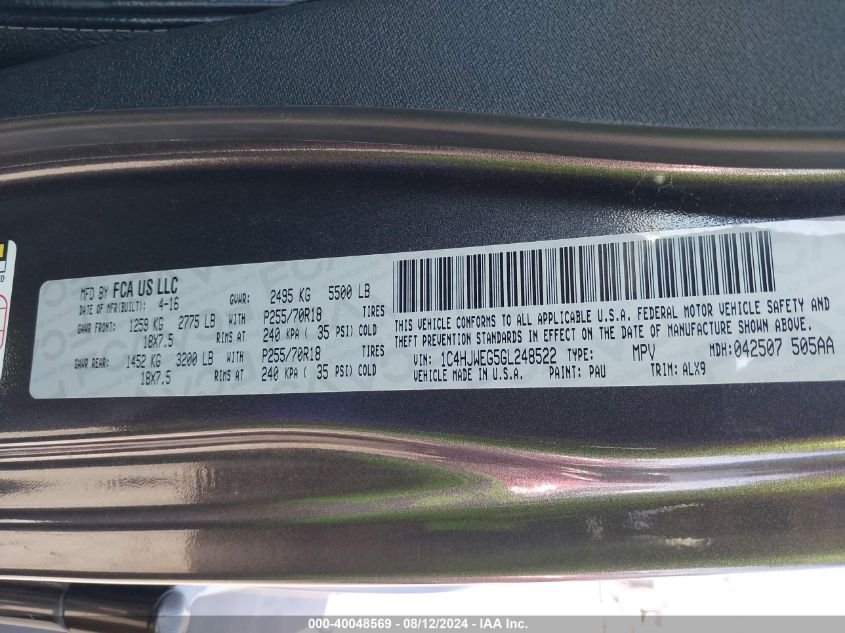 MFD BY FCA US LLC
DATE OF MFR(BUILT): 4-16 GVWR: 2495 KG 5500 LB
GAWR FRONT: 1259 KG 2775 LB WITH P255/70R18 TIRES
18X7.5 RIMS AT 240 KPA ( 35 PSI) COLD
GAWR REAR: 1452 KG 3200 LB WITH P255/70R18 TIRES
18X7.5 RIMS AT 240 KPA ( 35 PSI) COLD
THIS VEHICLE CONFORMS TO ALL APPLICABLE U.S.A. FEDERAL MOTOR VEHICLE SAFETY AND
THEFT PREVENTION STANDARDS IN EFFECT ON THE DATE OF MANUFACTURE SHOWN ABOVE.
VIN: 1C4HJWEG5GL248522 TYPE: MPV MDH:042507 505AA
VEHICLE MADE IN U.S.A. PAINT: PAU TRIM: ALX9
000-40048569 | 08/12/2024 | IAA Inc.